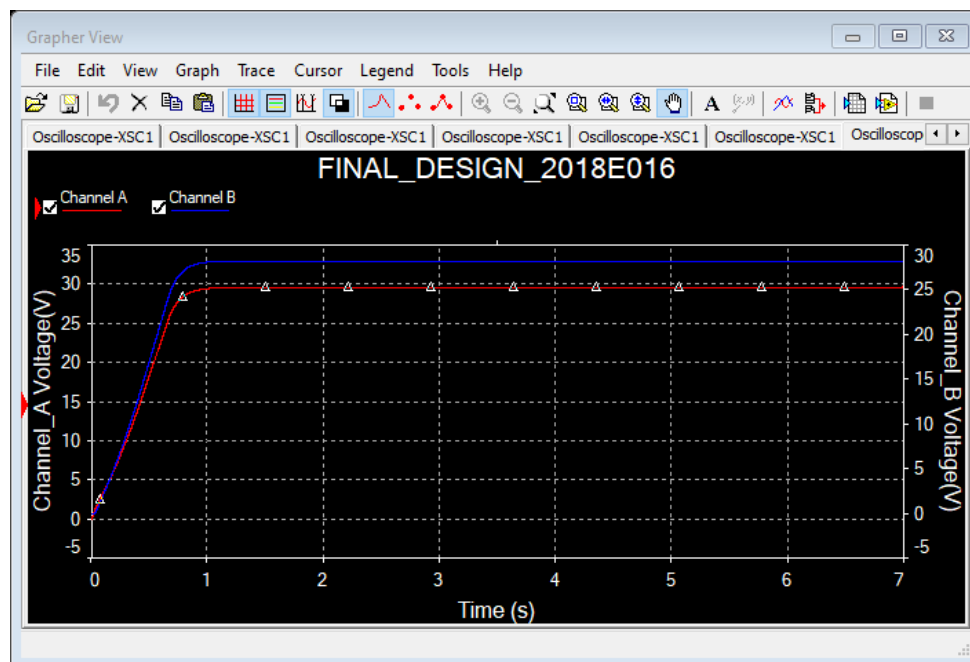 Grapher View
File Edit View Graph Trace Cursor Legend Tools Help
A (x,y)
Oscilloscope-XSC1 Oscilloscope-XSC1 Oscilloscope-XSC1 Oscilloscope-XSC1 Oscilloscope-XSC1 Oscilloscope-XSC1 Oscilloscop
FINAL_DESIGN_2018E016
Channel A Channel B
Channel_A Voltage(V)
35
30
25
20
15
10
5
0
-5
30
25
20
15
10
5
0
-5
Channel_B Voltage(V)
0 1 2 3 4 5 6 7
Time (s)